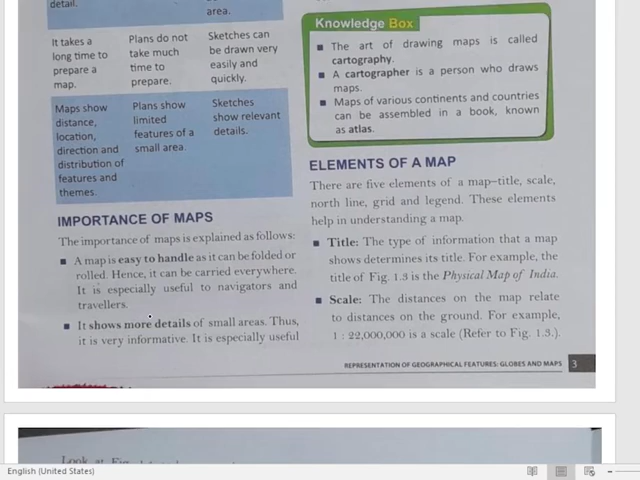 detail.
area.
It takes a
long time to
prepare a
map.
Plans do not
take much
time to
prepare.
Sketches can
be drawn very
easily and
quickly.
Maps show
distance,
location,
direction and
distribution of
features and
themes.
Plans show
limited
features of a
small area.
Sketches
show relevant
details.
IMPORTANCE OF MAPS
The importance of maps is explained as follows:
A map is easy to handle as it can be folded or
rolled. Hence, it can be carried everywhere.
It is especially useful to navigators and
travellers.
It shows more details of small areas. Thus,
it is very informative. It is especially useful
Knowledge Box
The art of drawing maps is called
cartography.
A cartographer is a person who draws
maps.
Maps of various continents and countries
can be assembled in a book, known
as atlas.
ELEMENTS OF A MAP
There are five elements of a map–title, scale,
north line, grid and legend. These elements
help in understanding a map.
Title: The type of information that a map
shows determines its title. For example, the
title of Fig. 1.3 is the Physical Map of India.
Scale: The distances on the map relate
to distances on the ground. For example,
1 : 22,000,000 is a scale (Refer to Fig. 1.3.).
REPRESENTATION OF GEOGRAPHICAL FEATURES: GLOBES AND MAPS 3
Look at Fig.
English (United States)